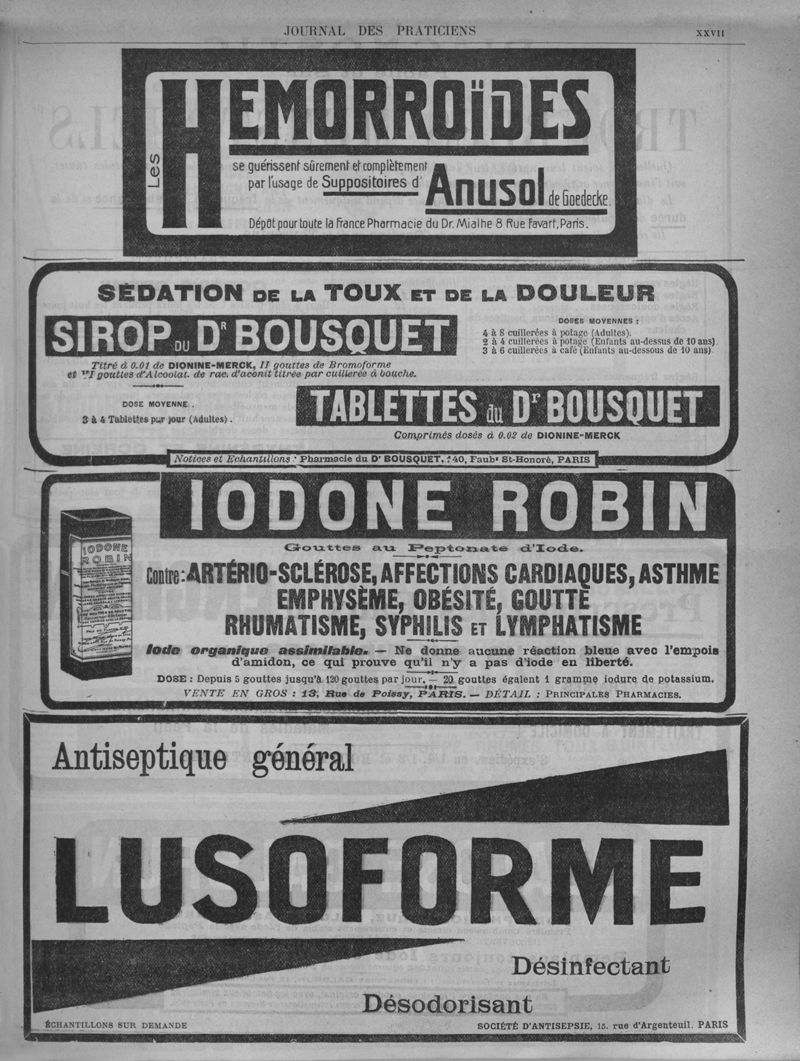 JOURNAL DES PRATICIENS
XXVII
Les HEMORROÏDES
se guérissent sûrement et complètement
par l'usage de Suppositoires d' Anusol de Goedecke.
Dépôt pour toute la France Pharmacie du Dr. Mialhe 8 Rue Favart, Paris.
SÉDATION DE LA TOUX ET DE LA DOULEUR
SIROP DU Dr BOUSQUET
Titré à 0.01 de DIONINE-MERCK, II gouttes de Bromoforme
gouttes d'Alcoolat. de rac. d'aconit titrée par cuillerée à bouche.
DOSES MOYENNES :
4 à 8 cuillerées à potage (Adultes).
2 à 4 cuillerées à potage (Enfants au-dessus de 10 ans).
3 à 6 cuillerées à café (Enfants au-dessous de 10 ans).
DOSE MOYENNE.
3 à 4 Tablettes par jour (Adultes).
TABLETTES du Dr BOUSQUET
Comprimés dosés à 0.02 de DIONINE-MERCK
Notices et Echantillons : Pharmacie du Dr BOUSQUET, 140, Faubg St-Honoré, PARIS
IODONE ROBIN
IODONE
ROBIN
Gouttes au Peptonate d'Iode.
Contre: ARTÉRIO-SCLÉROSE, AFFECTIONS CARDIAQUES, ASTHME
EMPHYSÈME, OBÉSITÉ, GOUTTE
RHUMATISME, SYPHILIS ET LYMPHATISME
Iode organique assimilable. — Ne donne aucune réaction bleue avec l'empois
d'amidon, ce qui prouve qu'il n'y a pas d'iode en liberté.
DOSE : Depuis 5 gouttes jusqu'à 120 gouttes par jour. — 20 gouttes égalent 1 gramme iodure de potassium.
VENTE EN GROS : 13, Rue de Poissy, PARIS. — DÉTAIL : PRINCIPALES PHARMACIES.
Antiseptique général
LUSOFORME
Désinfectant
Désodorisant
ÉCHANTILLONS SUR DEMANDE
SOCIÉTÉ D'ANTISEPSIE, 15, rue d'Argenteuil, PARIS